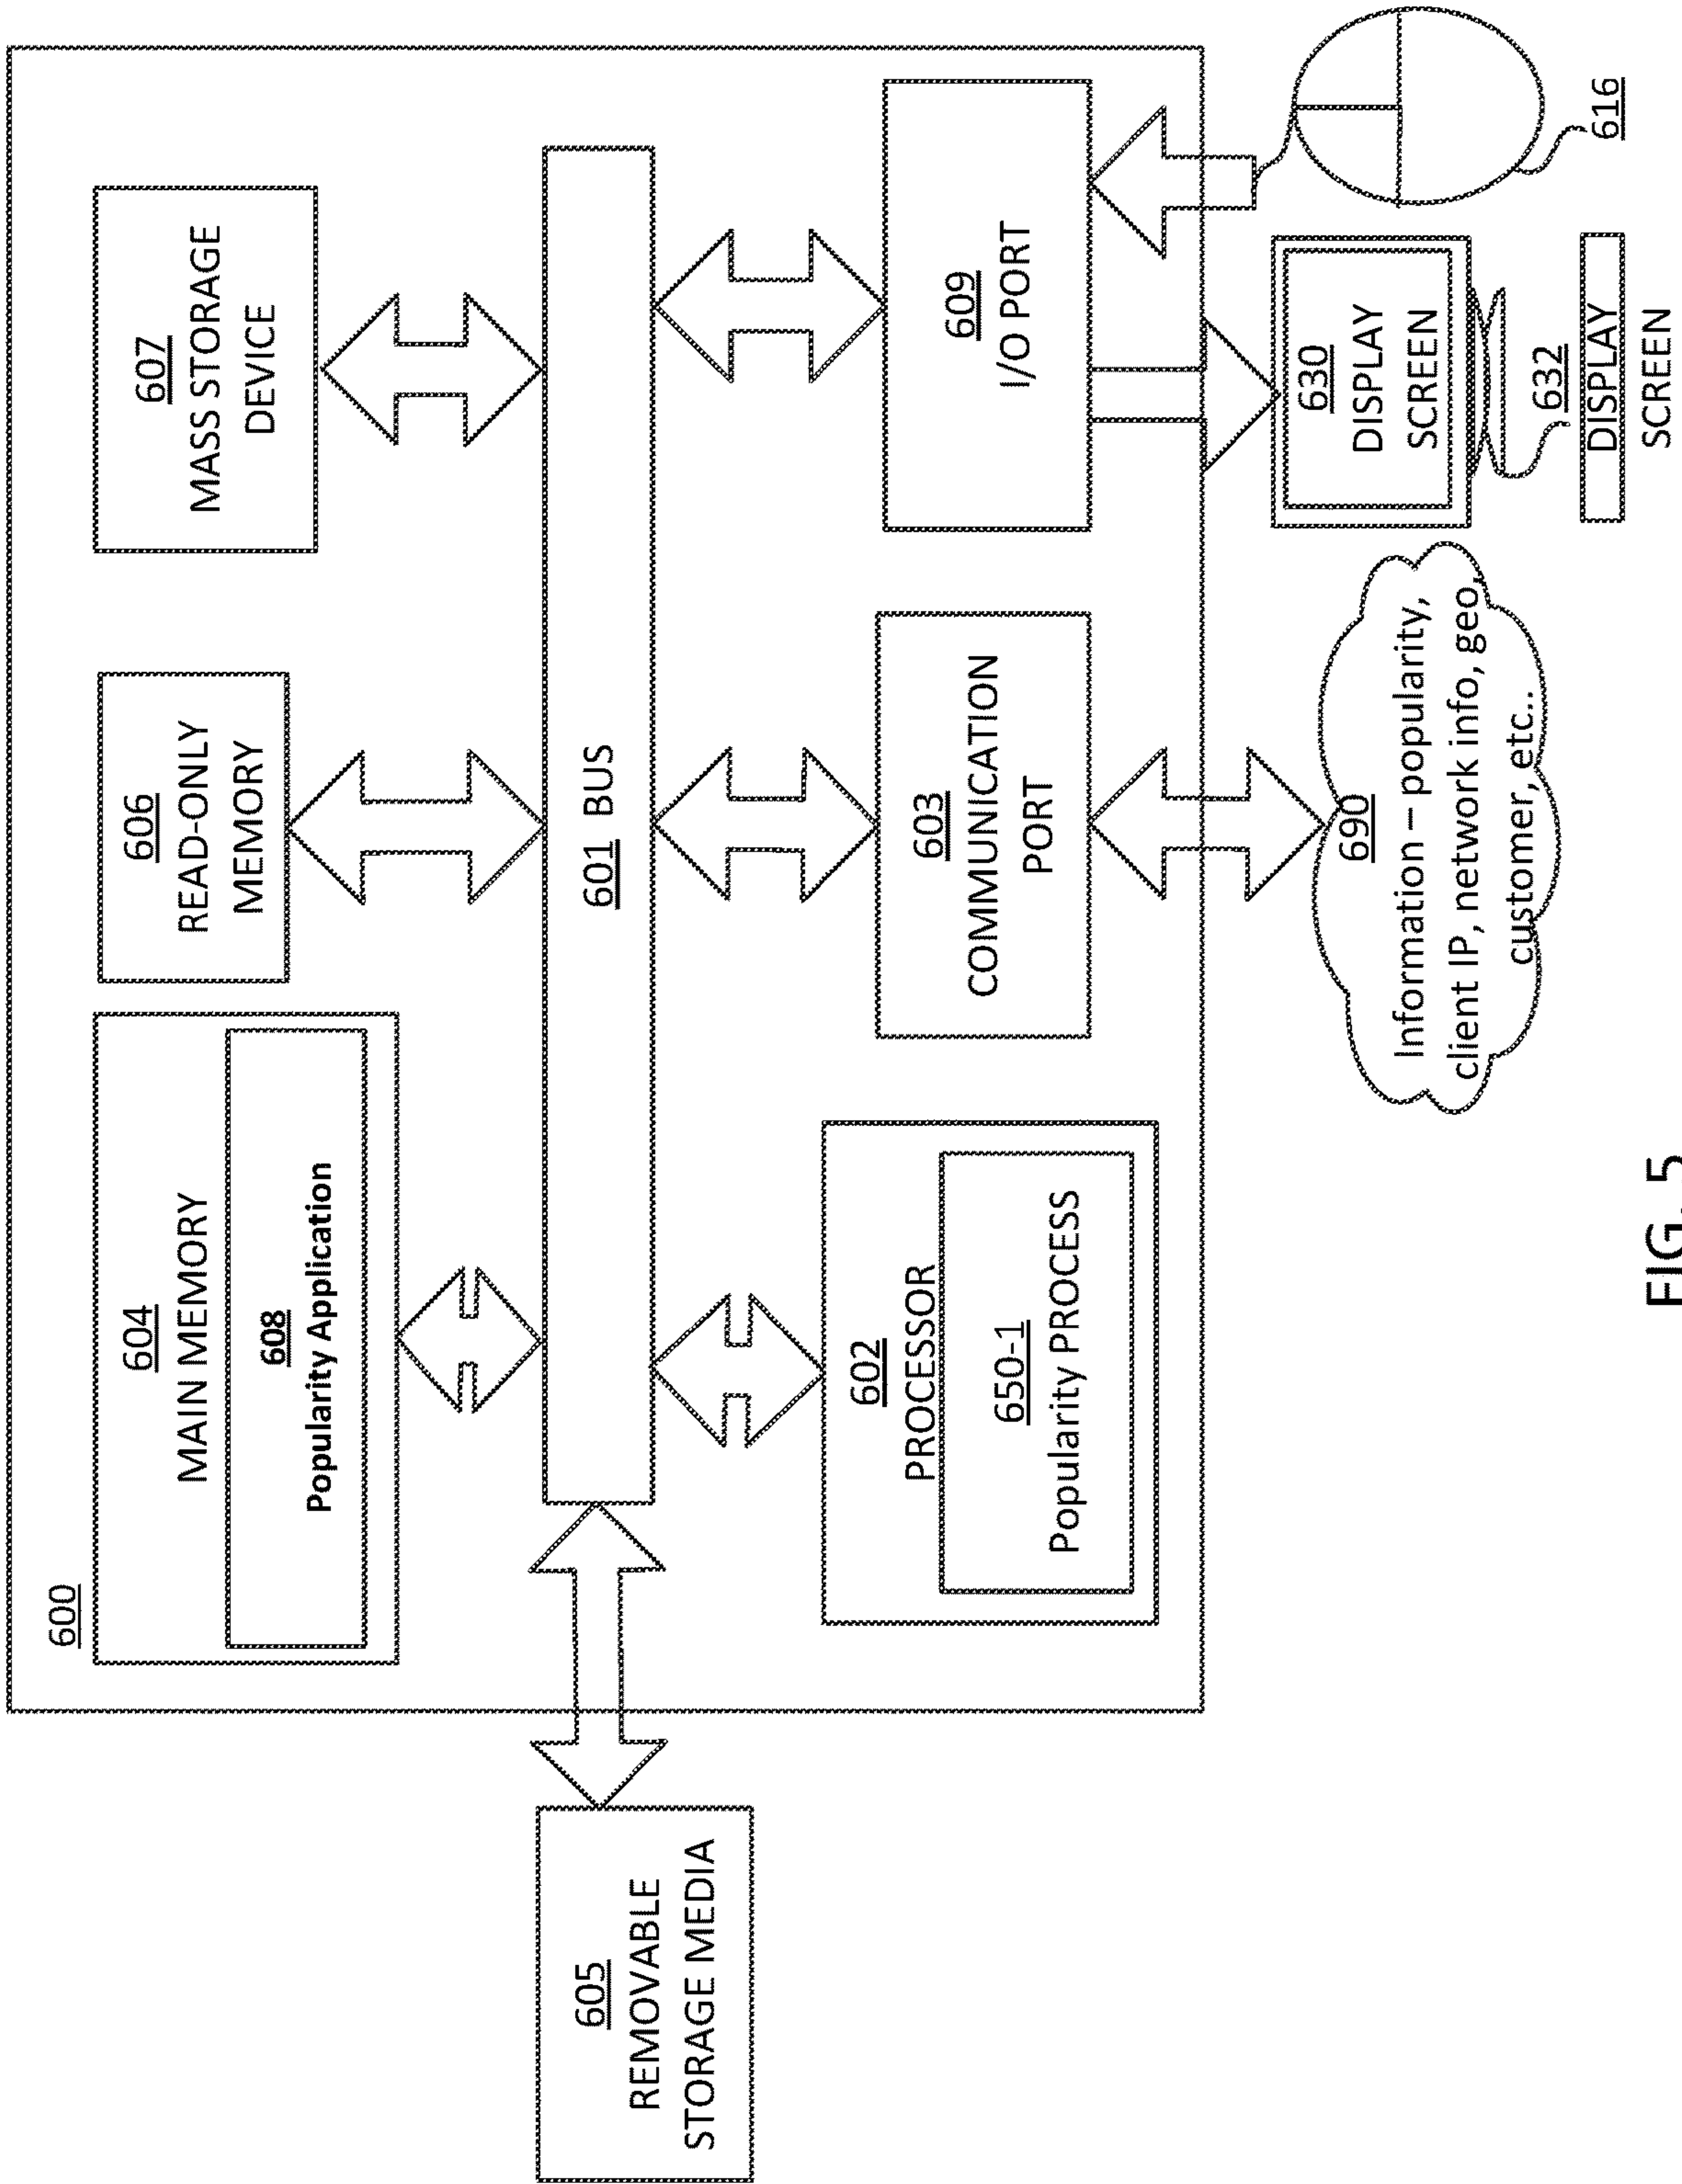 600
604
MAIN MEMORY
608
Popularity Application
606
READ-ONLY
MEMORY
607
MASS STORAGE
DEVICE
605
REMOVABLE
STORAGE MEDIA
601 BUS
602
PROCESSOR
650-1
Popularity PROCESS
603
COMMUNICATION
PORT
609
I/O PORT
690
Information – popularity,
client IP, network info, geo,
customer, etc..
630
DISPLAY
SCREEN
632
DISPLAY
SCREEN
616
FIG. 5